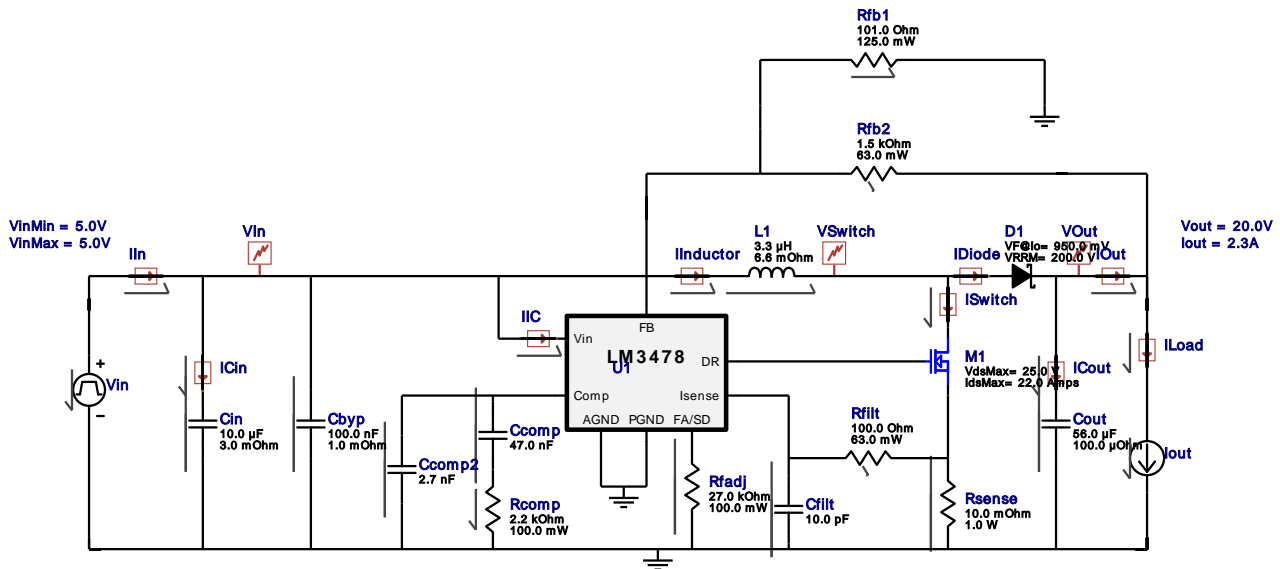 Rfb1
101.0 Ohm
125.0 mW
Rfb2
1.5 kOhm
63.0 mW
VinMin = 5.0V
VinMax = 5.0V
IIn
VIn
IInductor
L1
3.3 µH
6.6 mOhm
VSwitch
IDiode
D1
VF@Io= 950.0 mV
VRRM= 200.0 V
VOut
IOut
Vout = 20.0V
Iout = 2.3A
ISwitch
IIC
Vin
FB
LM3478
U1
DR
Comp
Isense
AGND
PGND
FA/SD
M1
VdsMax= 25.0 V
IdsMax= 22.0 Amps
ILoad
ICin
ICout
Vin
+
−
Cin
10.0 µF
3.0 mOhm
Cbyp
100.0 nF
1.0 mOhm
Ccomp
47.0 nF
Ccomp2
2.7 nF
Rcomp
2.2 kOhm
100.0 mW
Rfadj
27.0 kOhm
100.0 mW
Rfilt
100.0 Ohm
63.0 mW
Cfilt
10.0 pF
Rsense
10.0 mOhm
1.0 W
Cout
56.0 µF
100.0 µOhm
Iout